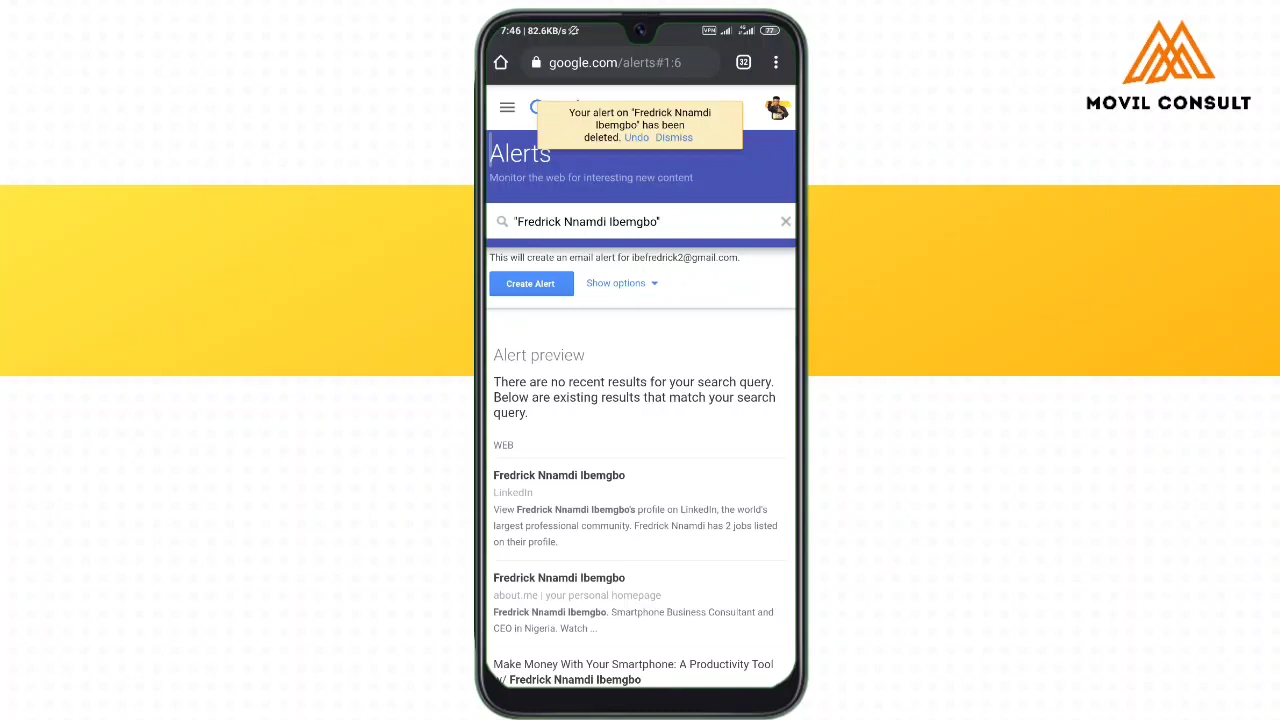 7:46 | 82.6KB/s
VPN
4G
77
google.com/alerts#1:6
32
MOVIL CONSULT
Your alert on "Fredrick Nnamdi
Ibemgbo" has been
deleted. Undo Dismiss
Alerts
Monitor the web for interesting new content
"Fredrick Nnamdi Ibemgbo"
This will create an email alert for ibefredrick2@gmail.com.
Create Alert
Show options
Alert preview
There are no recent results for your search query.
Below are existing results that match your search
query.
WEB
Fredrick Nnamdi Ibemgbo
LinkedIn
View Fredrick Nnamdi Ibemgbo's profile on LinkedIn, the world's
largest professional community. Fredrick Nnamdi has 2 jobs listed
on their profile.
Fredrick Nnamdi Ibemgbo
about.me | your personal homepage
Fredrick Nnamdi Ibemgbo. Smartphone Business Consultant and
CEO in Nigeria. Watch ...
Make Money With Your Smartphone: A Productivity Tool
w/ Fredrick Nnamdi Ibemgbo